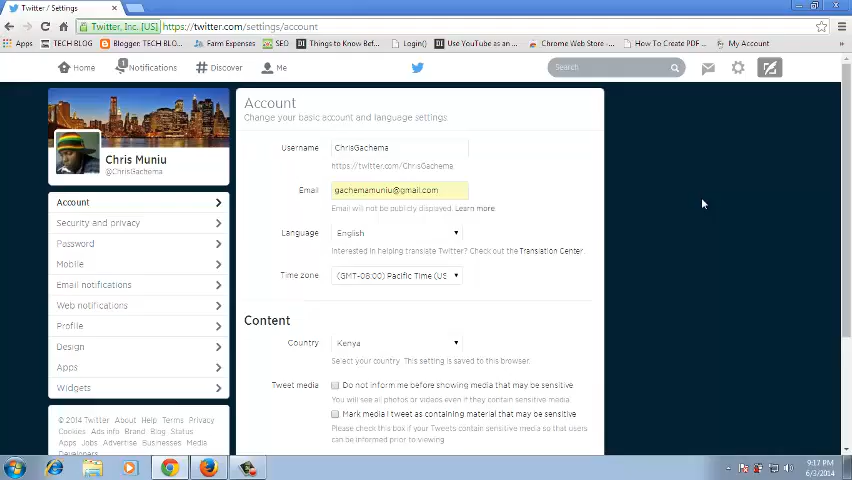 Twitter / Settings
Twitter, Inc. [US] https://twitter.com/settings/account
Apps TECH BLOG Blogger: TECH BLO... Farm Expenses SEO Things to Know Bef... Login() Use YouTube as an ... Chrome Web Store -... How To Create PDF ... My Account »
Home 1 Notifications Discover Me Search
Account
Change your basic account and language settings.
Chris Muniu
@ChrisGachema
Username ChrisGachema
https://twitter.com/ChrisGachema
Email gachemamuniu@gmail.com
Email will not be publicly displayed. Learn more
Language English
Interested in helping translate Twitter? Check out the Translation Center.
Time zone (GMT-08:00) Pacific Time (US
Account
Security and privacy
Password
Mobile
Email notifications
Web notifications
Profile
Design
Apps
Widgets
Content
Country Kenya
Select your country. This setting is saved to this browser.
Tweet media Do not inform me before showing media that may be sensitive
You will see all photos or videos even if they contain sensitive media.
Mark media I tweet as containing material that may be sensitive
Please check this box if your Tweets contain sensitive media so that users
can be informed prior to viewing.
© 2014 Twitter About Help Terms Privacy
Cookies Ads info Brand Blog Status
Apps Jobs Advertise Businesses Media
Developers
9:17 PM
6/3/2014